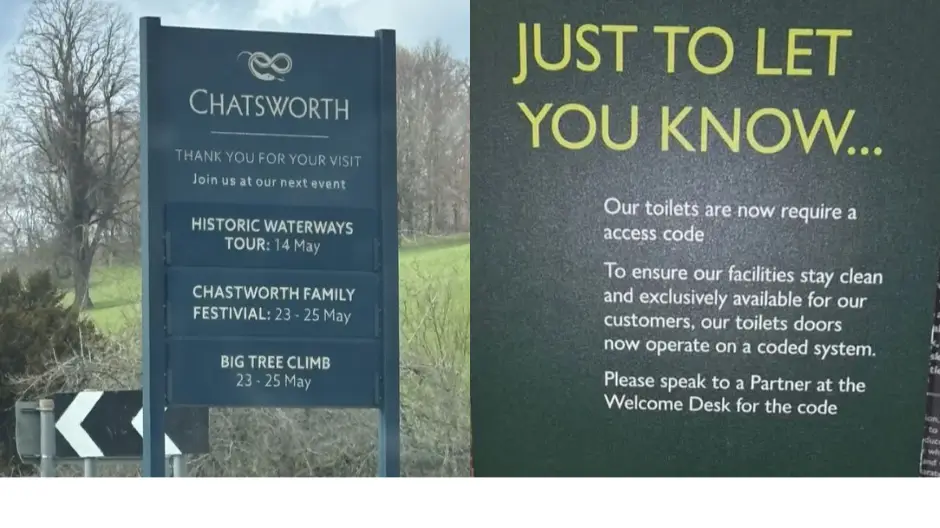 CHATSWORTH
THANK YOU FOR YOUR VISIT
Join us at our next event
HISTORIC WATERWAYS
TOUR: 14 May
CHASTWORTH FAMILY
FESTIVIAL: 23 - 25 May
BIG TREE CLIMB
23 - 25 May
JUST TO LET
YOU KNOW...
Our toilets are now require a
access code
To ensure our facilities stay clean
and exclusively available for our
customers, our toilets doors
now operate on a coded system.
Please speak to a Partner at the
Welcome Desk for the code